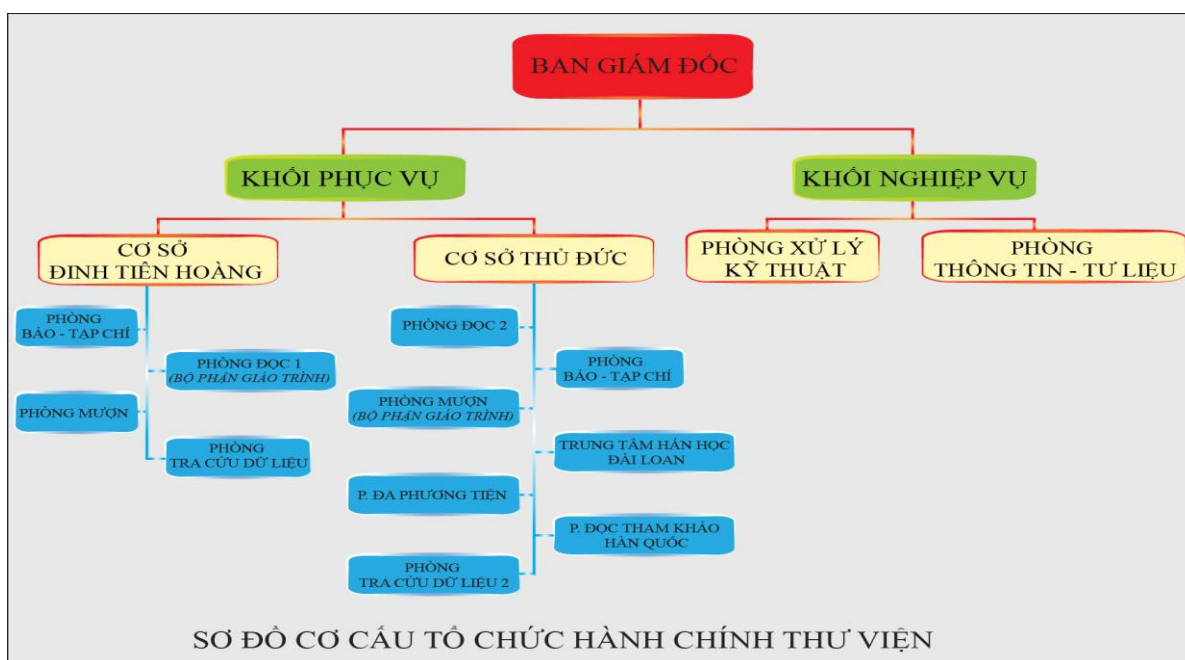 BAN GIÁM ĐỐC
KHỐI PHỤC VỤ
KHỐI NGHIỆP VỤ
CƠ SỞ
ĐINH TIÊN HOÀNG
CƠ SỞ THỦ ĐỨC
PHÒNG XỬ LÝ
KỸ THUẬT
PHÒNG
THÔNG TIN - TƯ LIỆU
PHÒNG
BÁO - TẠP CHÍ
PHÒNG ĐỌC 1
(BỘ PHẬN GIÁO TRÌNH)
PHÒNG MƯỢN
PHÒNG
TRA CỨU DỮ LIỆU
PHÒNG ĐỌC 2
PHÒNG
BÁO - TẠP CHÍ
PHÒNG MƯỢN
(BỘ PHẬN GIÁO TRÌNH)
TRUNG TÂM HÁN HỌC
ĐÀI LOAN
P. ĐA PHƯƠNG TIỆN
P. ĐỌC THAM KHẢO
HÀN QUỐC
PHÒNG
TRA CỨU DỮ LIỆU 2
SƠ ĐỒ CƠ CẤU TỔ CHỨC HÀNH CHÍNH THƯ VIỆN